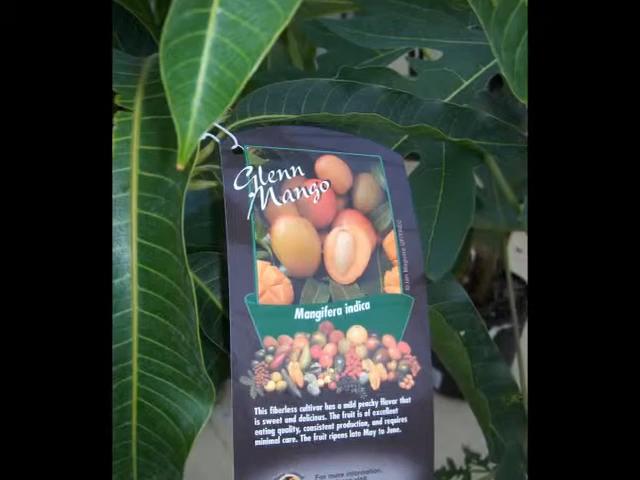 Glenn
Mango
Mangifera indica
This fiberless cultivar has a mild peachy flavor that
is sweet and delicious. The fruit is of excellent
eating quality, consistent production, and requires
minimal care. The fruit ripens late May to June.
For more information,